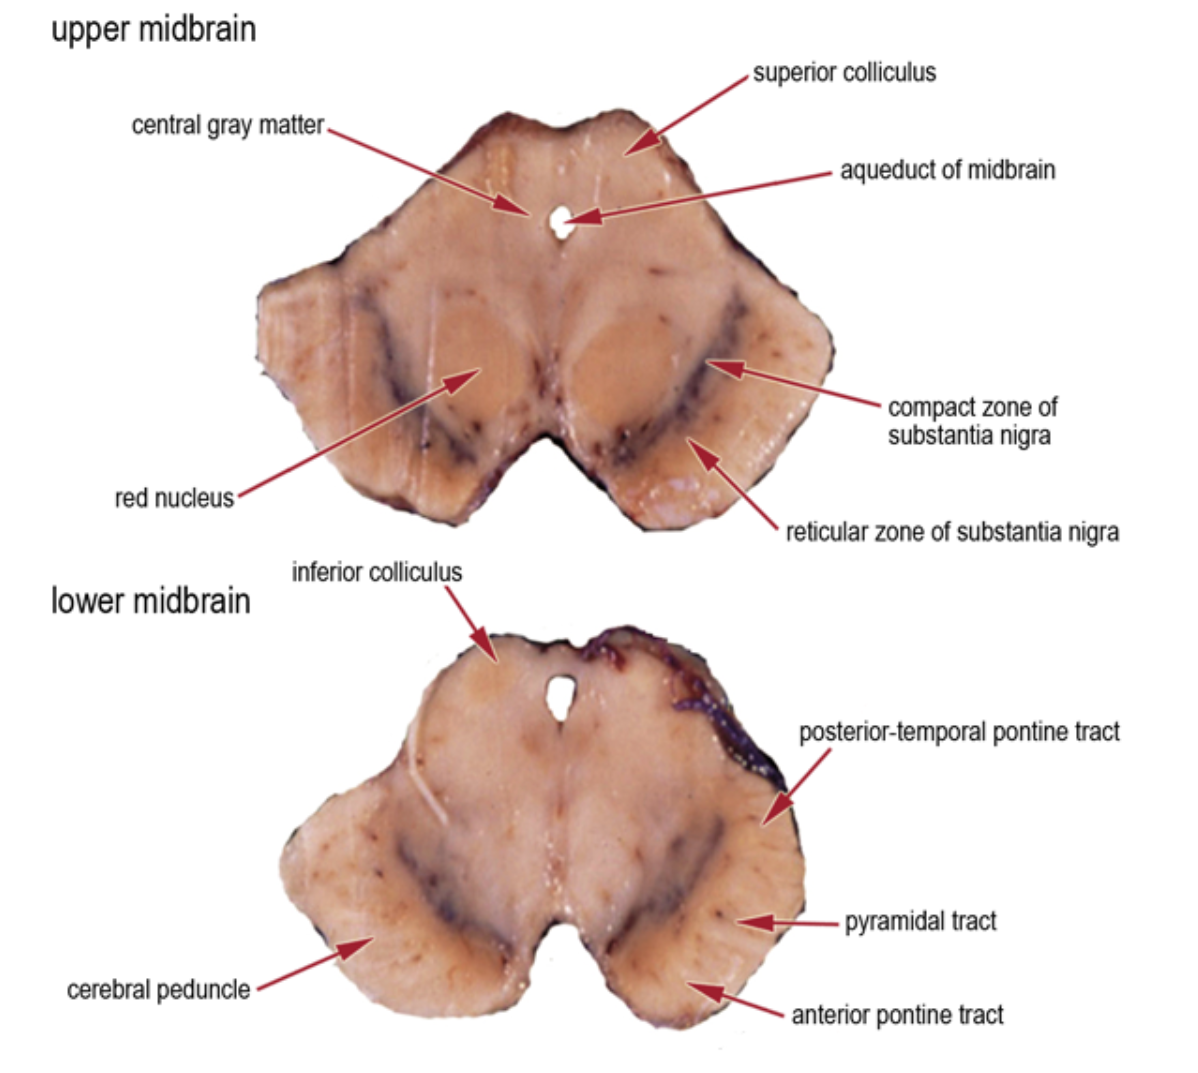 upper midbrain
superior colliculus
central gray matter
aqueduct of midbrain
compact zone of
substantia nigra
red nucleus
reticular zone of substantia nigra
inferior colliculus
lower midbrain
posterior-temporal pontine tract
pyramidal tract
cerebral peduncle
anterior pontine tract